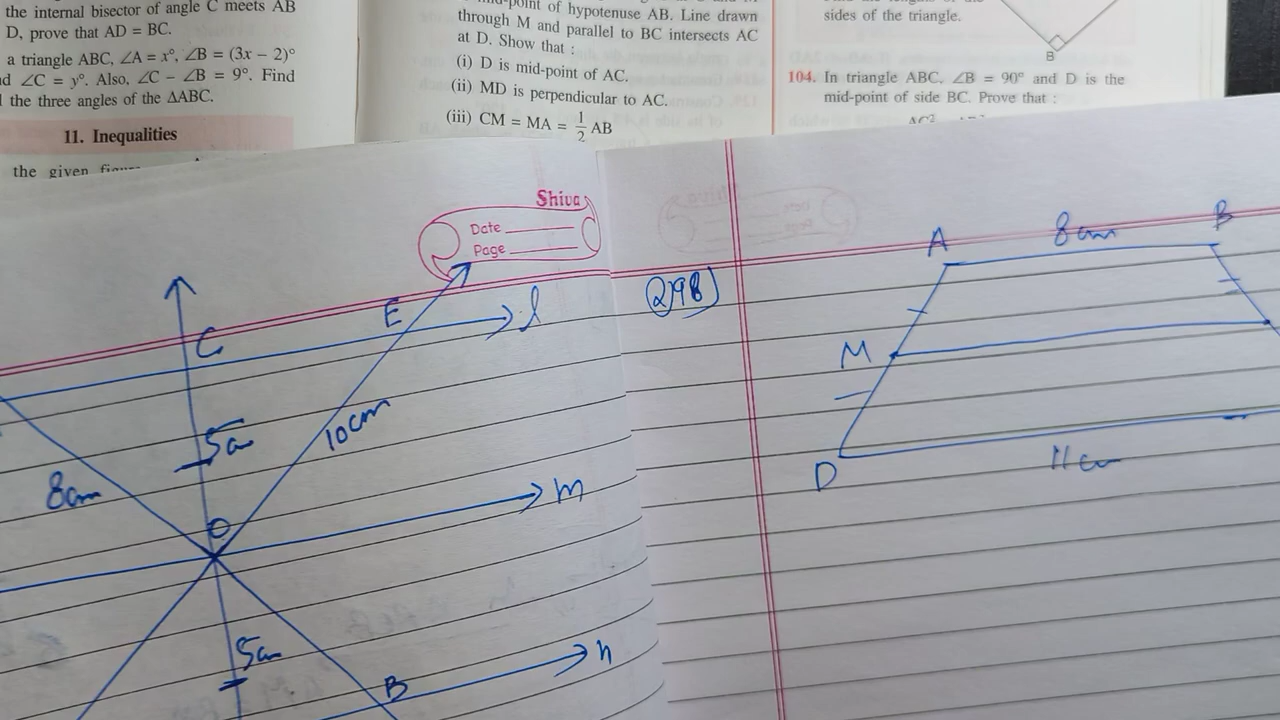 the internal bisector of angle C meets AB
D, prove that AD = BC.
a triangle ABC, ∠A = x°, ∠B = (3x – 2)°
∠C = y°. Also, ∠C – ∠B = 9°. Find
the three angles of the ΔABC.
11. Inequalities
the given
of hypotenuse AB. Line drawn
through M and parallel to BC intersects AC
at D. Show that :
(i) D is mid-point of AC.
(ii) MD is perpendicular to AC.
(iii) CM = MA = 1/2 AB
sides of the triangle.
B
104. In triangle ABC, ∠B = 90° and D is the
mid-point of side BC. Prove that :
AC²
Shiva
Date
Page
C
E
l
5cm
10cm
8cm
O
m
5cm
B
n
Q98)
A
8cm
B
M
D
11cm